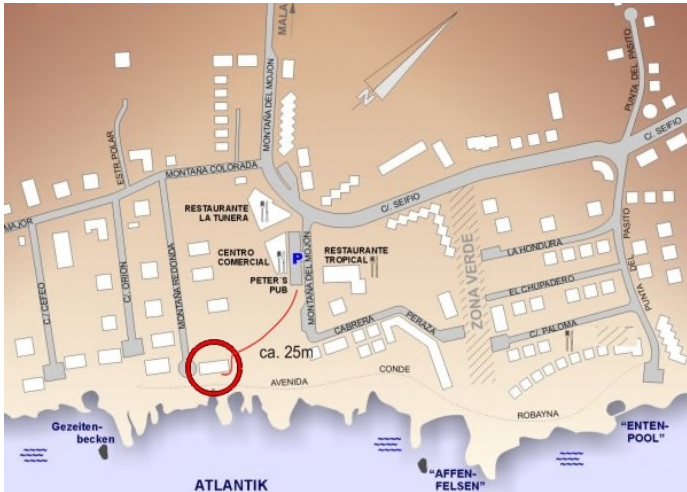 MALA
N
MONTAÑA DEL MOJON
PUNTA DEL PASITO
C/ SEIFIO
ESTR. POLAR
MONTAÑA COLORADA
MAJOR
RESTAURANTE
LA TUNERA
C/ SEIFIO
CENTRO
COMERCIAL
P
PETER'S
PUB
MONTAÑA DEL MOJON
RESTAURANTE
TROPICAL
ZONA VERDE
LA HONDURA
EL CHUPADERO
C/ PALOMA
PUNTA DEL PASITO
C/ CEFEO
C/ ORION
MONTAÑA REDONDA
CABRERA PERAZA
ca. 25m
AVENIDA CONDE ROBAYNA
Gezeiten-
becken
"AFFEN-
FELSEN"
"ENTEN-
POOL"
ATLANTIK